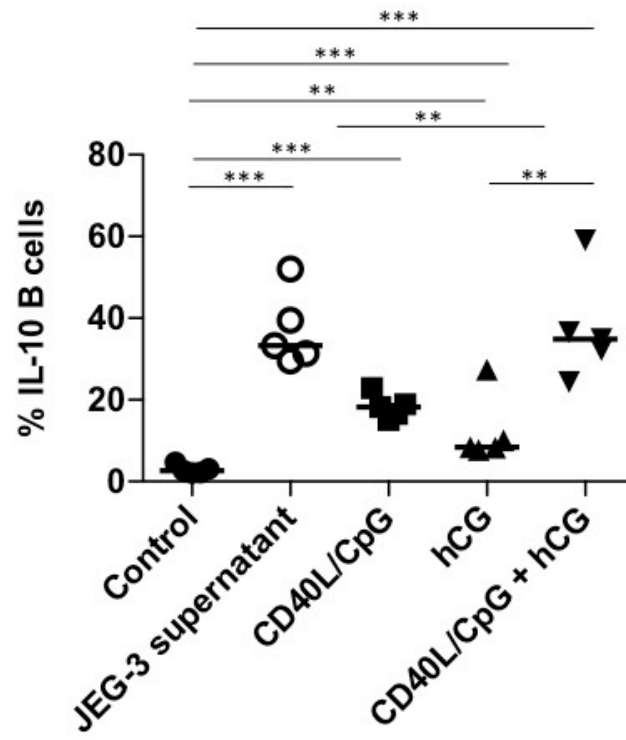 ***
***
**
**
***
***
**
80
60
40
20
0
% IL-10 B cells
Control
JEG-3 supernatant
CD40L/CpG
hCG
CD40L/CpG + hCG